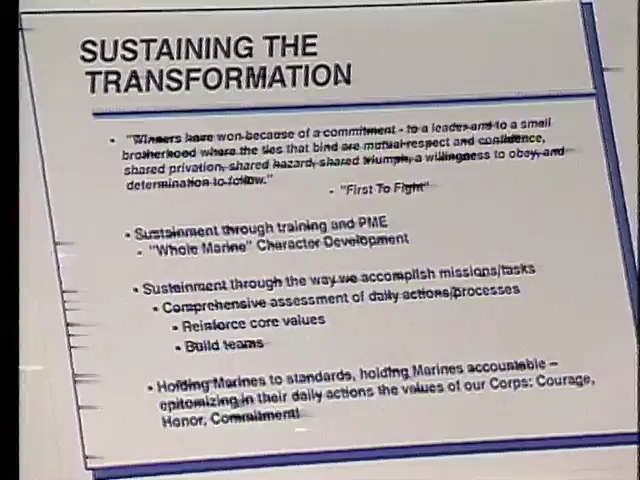 SUSTAINING THE
TRANSFORMATION
• "Winners have won because of a commitment - to a leader and to a small
brotherhood where the ties that bind are mutual respect and confidence,
shared privation, shared hazard, shared triumph, a willingness to obey, and
determination to follow."
- "First To Fight"
• Sustainment through training and PME
- "Whole Marine" Character Development
• Sustainment through the way we accomplish missions/tasks
• Comprehensive assessment of daily actions/processes
• Reinforce core values
• Build teams
• Holding Marines to standards, holding Marines accountable –
epitomizing in their daily actions the values of our Corps: Courage,
Honor, Commitment!